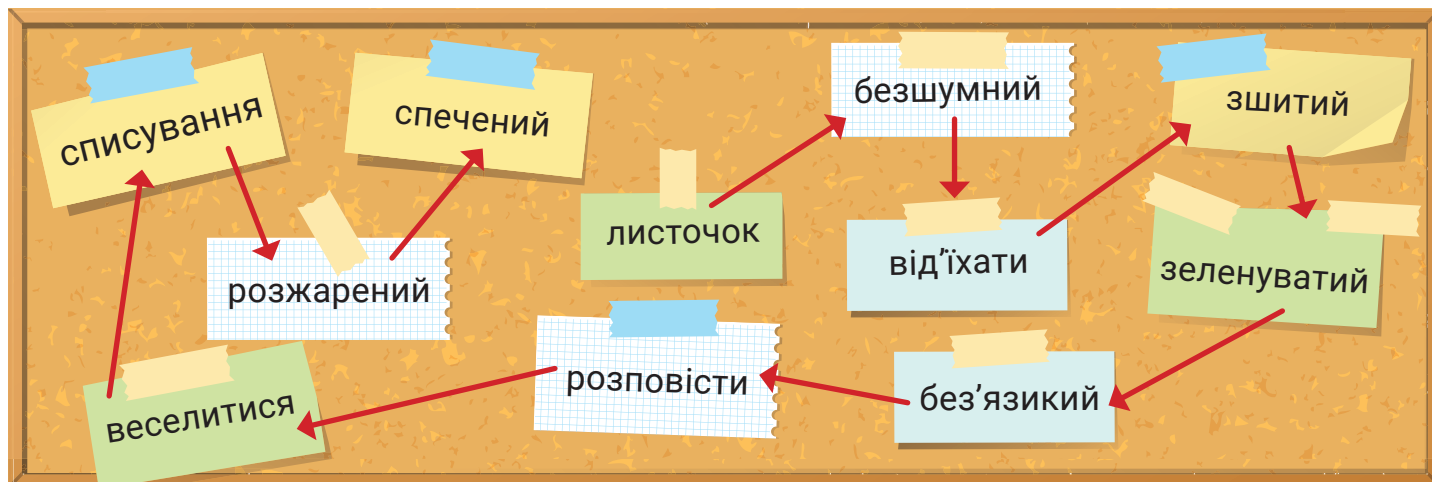 списування
спечений
розжарений
веселитися
листочок
розповісти
безшумний
від’їхати
без’язикий
зшитий
зеленуватий